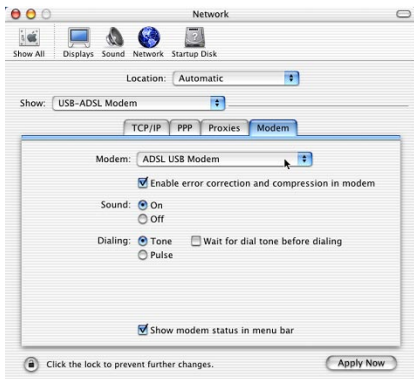 Network
Show All Displays Sound Network Startup Disk
Location: Automatic
Show: USB-ADSL Modem
TCP/IP PPP Proxies Modem
Modem: ADSL USB Modem
Enable error correction and compression in modem
Sound: On
Off
Dialing: Tone Wait for dial tone before dialing
Pulse
Show modem status in menu bar
Click the lock to prevent further changes. Apply Now